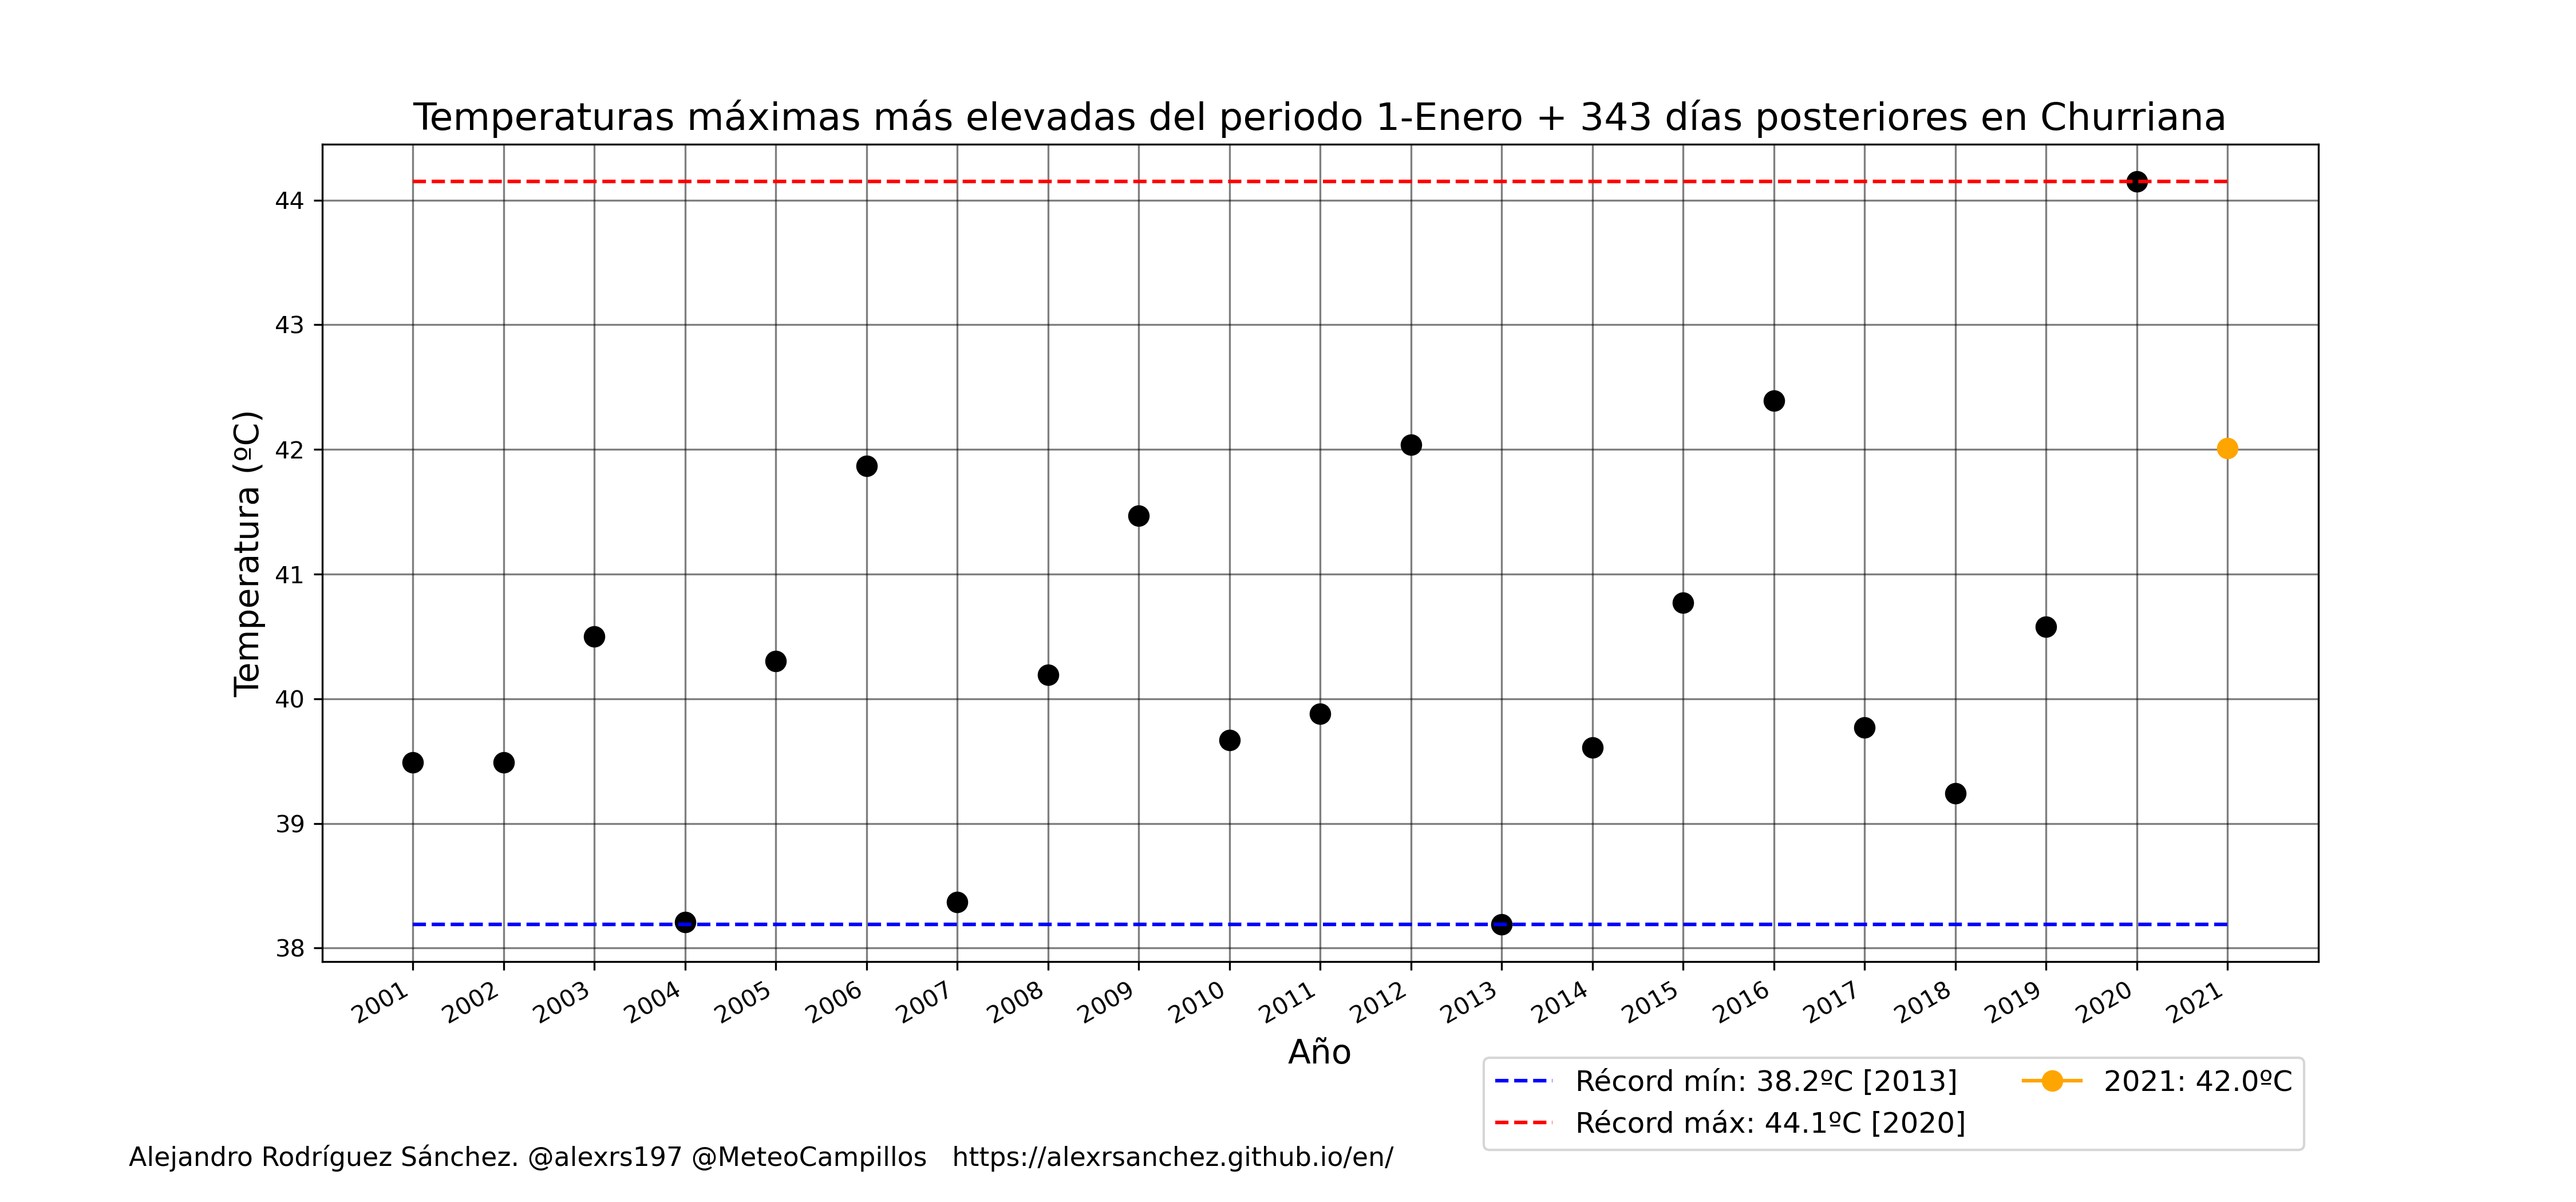 Temperaturas máximas más elevadas del periodo 1-Enero + 343 días posteriores en Churriana
Temperatura (ºC)
44
43
42
41
40
39
38
2001 2002 2003 2004 2005 2006 2007 2008 2009 2010 2011 2012 2013 2014 2015 2016 2017 2018 2019 2020 2021
Año
Récord mín: 38.2ºC [2013] 2021: 42.0ºC
Récord máx: 44.1ºC [2020]
Alejandro Rodríguez Sánchez. @alexrs197 @MeteoCampillos https://alexrsanchez.github.io/en/